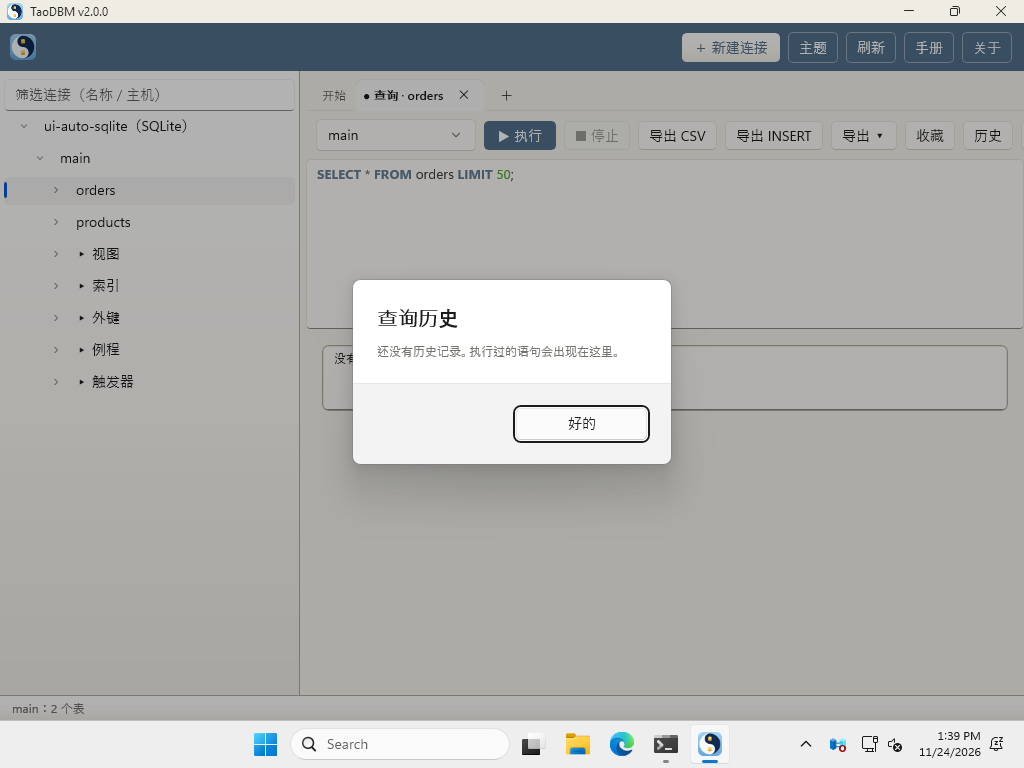 TaoDBM v2.0.0
+ 新建连接
主题
刷新
手册
关于
筛选连接（名称 / 主机）
开始
• 查询 · orders
ui-auto-sqlite（SQLite）
main
orders
products
视图
索引
外键
例程
触发器
main
执行
停止
导出 CSV
导出 INSERT
导出
收藏
历史
SELECT * FROM orders LIMIT 50;
没有
查询历史
还没有历史记录。执行过的语句会出现在这里。
好的
main：2 个表
Search
1:39 PM
11/24/2026